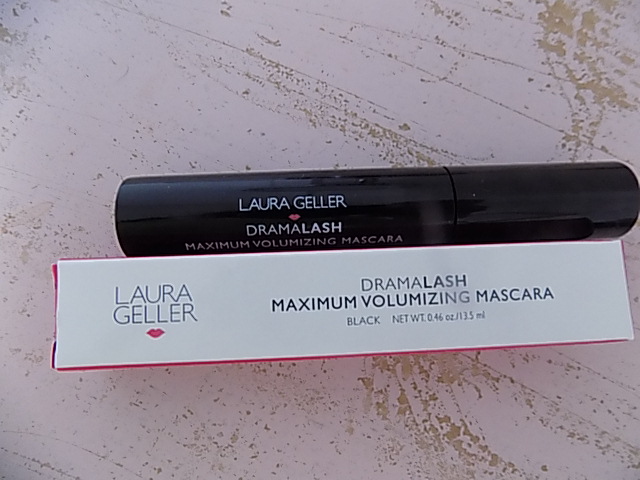 LAURA GELLER
DRAMALASH
MAXIMUM VOLUMIZING MASCARA
LAURA
GELLER
DRAMALASH
MAXIMUM VOLUMIZING MASCARA
BLACK NET WT. 0.46 oz./13.5 ml